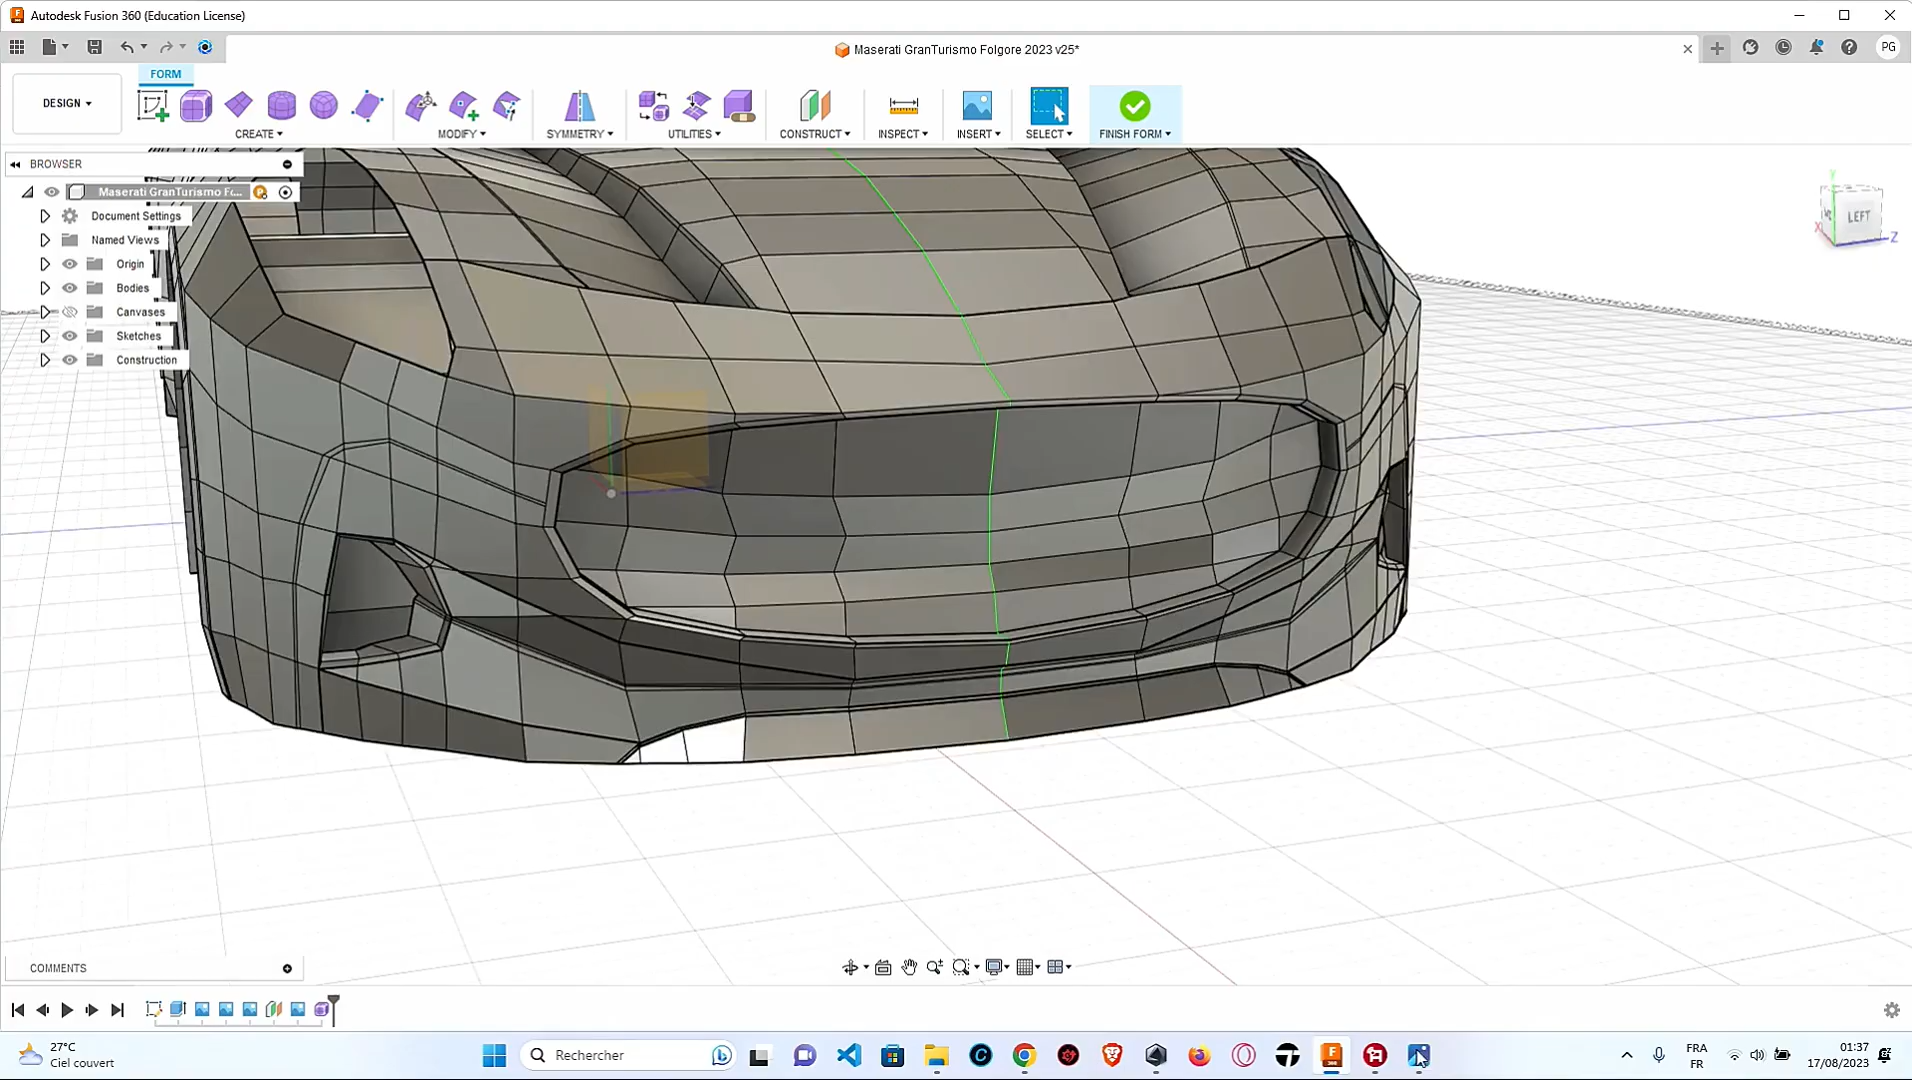 Autodesk Fusion 360 (Education License)
Maserati GranTurismo Folgore 2023 v25*
PG
FORM
DESIGN
CREATE
MODIFY
SYMMETRY
UTILITIES
CONSTRUCT
INSPECT
INSERT
SELECT
FINISH FORM
BROWSER
Maserati GranTurismo F...
Document Settings
Named Views
Origin
Bodies
Canvases
Sketches
Construction
Y
LEFT
X
Z
COMMENTS
27°C
Ciel couvert
Rechercher
FRA
FR
01:37
17/08/2023